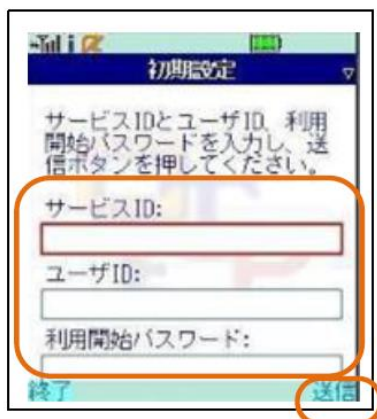 初期設定
サービスIDとユーザID、利用
開始パスワードを入力し、送
信ボタンを押してください。
サービスID:
ユーザID:
利用開始パスワード:
終了
送信